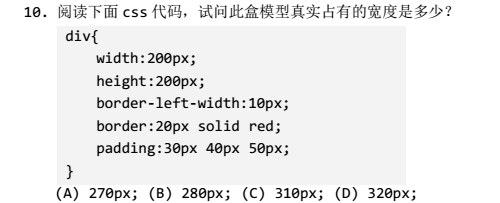 10. 阅读下面 css 代码，试问此盒模型真实占有的宽度是多少？
div{
width:200px;
height:200px;
border-left-width:10px;
border:20px solid red;
padding:30px 40px 50px;
}
(A) 270px; (B) 280px; (C) 310px; (D) 320px;